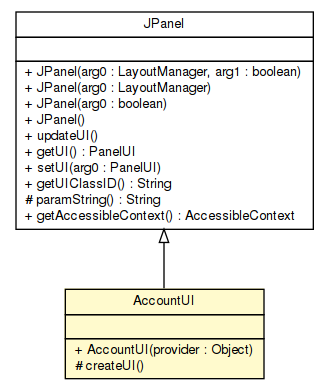 JPanel
+ JPanel(arg0 : LayoutManager, arg1 : boolean)
+ JPanel(arg0 : LayoutManager)
+ JPanel(arg0 : boolean)
+ JPanel()
+ updateUI()
+ getUI() : PanelUI
+ setUI(arg0 : PanelUI)
+ getUIClassID() : String
# paramString() : String
+ getAccessibleContext() : AccessibleContext
AccountUI
+ AccountUI(provider : Object)
# createUI()